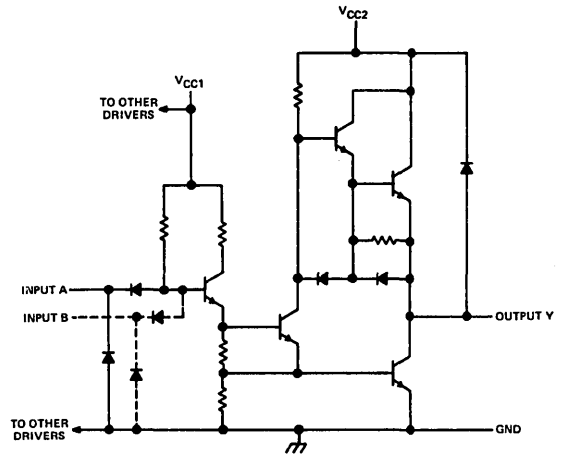 VCC2
VCC1
TO OTHER
DRIVERS
INPUT A
INPUT B
OUTPUT Y
TO OTHER
DRIVERS
GND